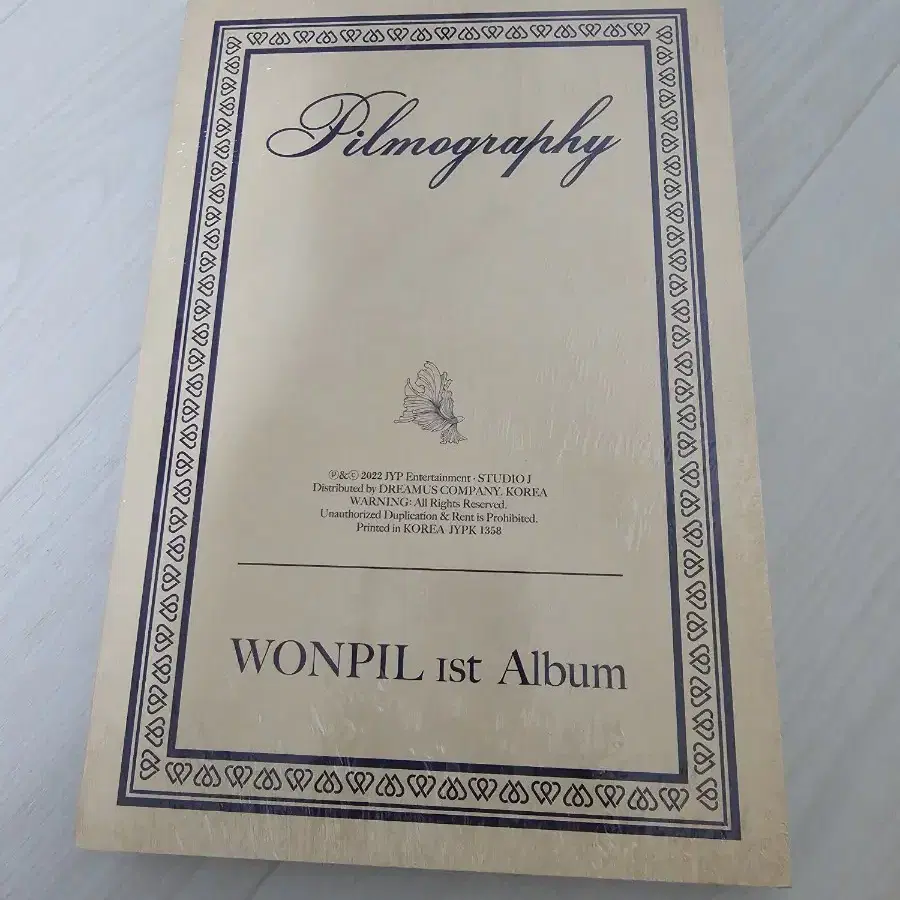 Pilmography
Ⓟ&ⓒ 2022 JYP Entertainment · STUDIO J
Distributed by DREAMUS COMPANY. KOREA
WARNING: All Rights Reserved.
Unauthorized Duplication & Rent is Prohibited.
Printed in KOREA JYPK 1358
WONPIL 1st Album